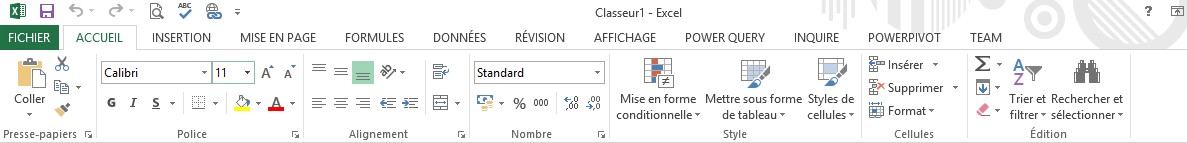 Classeur1 - Excel
FICHIER ACCUEIL INSERTION MISE EN PAGE FORMULES DONNÉES RÉVISION AFFICHAGE POWER QUERY INQUIRE POWERPIVOT TEAM
Calibri 11 A A Standard Insérer
Supprimer
Format
Coller G I S A % 000 Mise en forme Mettre sous forme Styles de Trier et Rechercher et
conditionnelle de tableau cellules filtrer sélectionner
Presse-papiers Police Alignement Nombre Style Cellules Édition